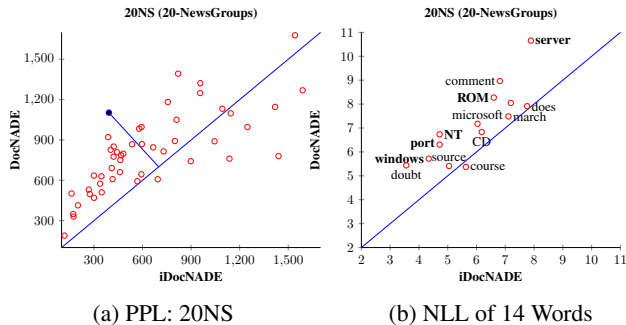 20NS (20-NewsGroups)
DocNADE
1,500
1,200
900
600
300
300
600
900
1,200
1,500
iDocNADE
(a) PPL: 20NS
20NS (20-NewsGroups)
DocNADE
11
10
9
8
7
6
5
4
3
2
server
comment
ROM
does
microsoft
march
NT
port
CD
windows
source
doubt
course
2
3
4
5
6
7
8
9
10
11
iDocNADE
(b) NLL of 14 Words